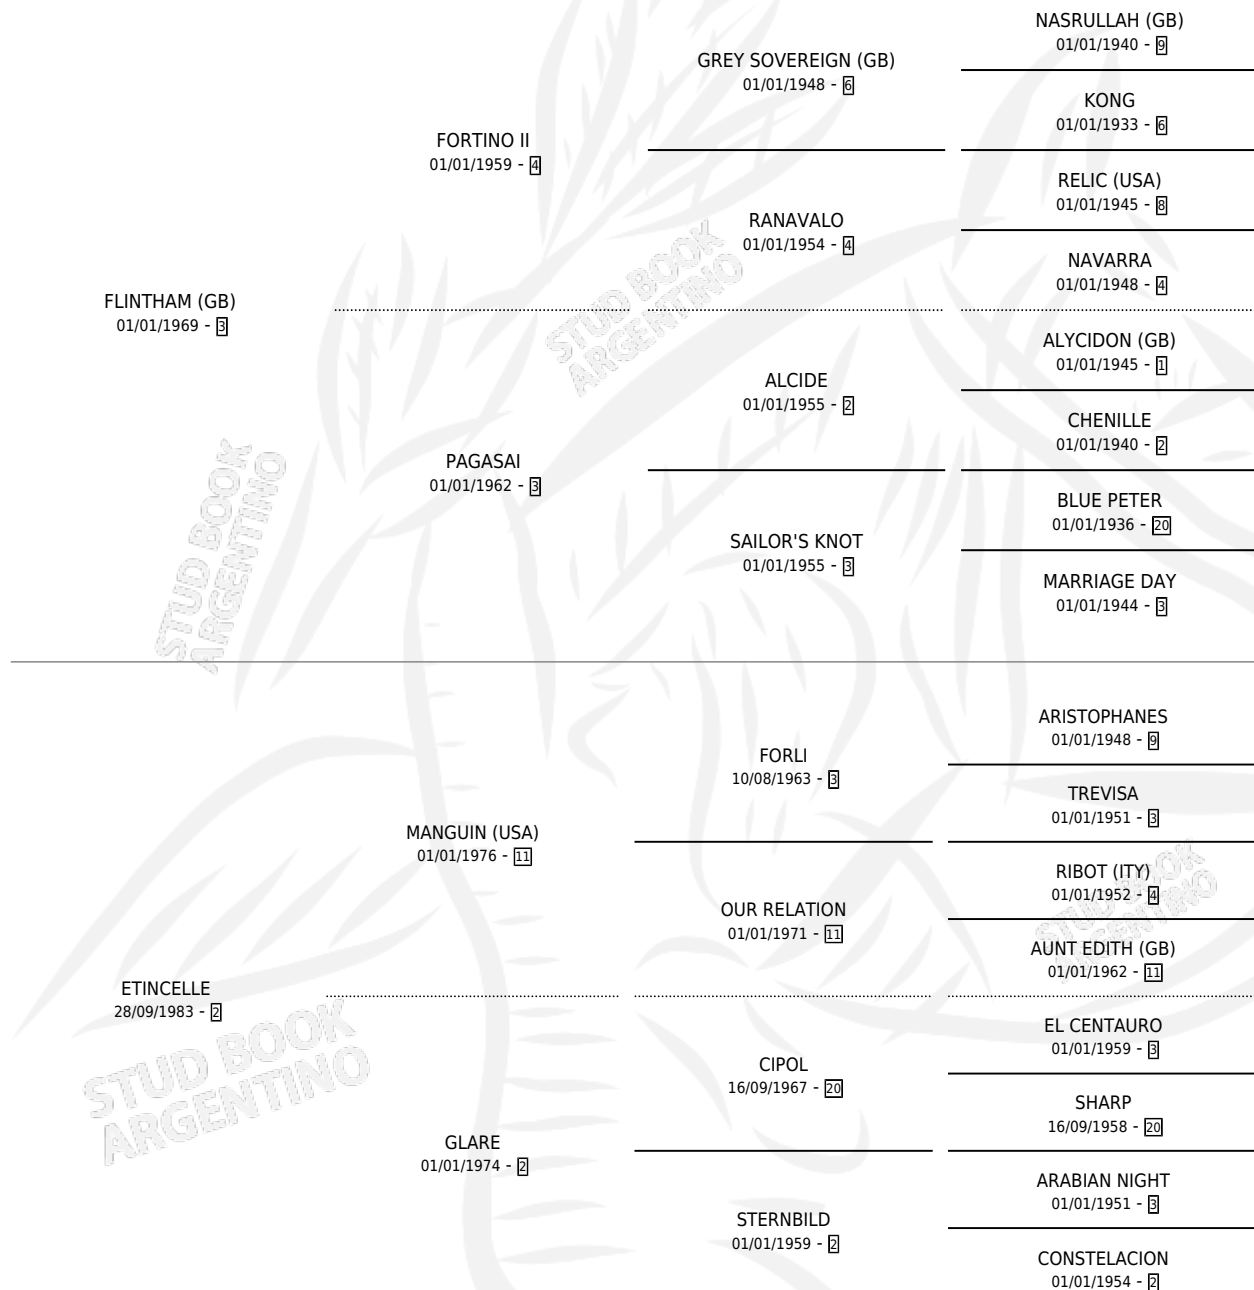 NASRULLAH (GB)
01/01/1940 - 9
GREY SOVEREIGN (GB)
01/01/1948 - 6
KONG
01/01/1933 - 6
FORTINO II
01/01/1959 - 4
RELIC (USA)
01/01/1945 - 8
RANAVALO
01/01/1954 - 4
NAVARRA
01/01/1948 - 4
FLINTHAM (GB)
01/01/1969 - 3
ALYCIDON (GB)
01/01/1945 - 1
ALCIDE
01/01/1955 - 2
CHENILLE
01/01/1940 - 2
PAGASAI
01/01/1962 - 3
BLUE PETER
01/01/1936 - 20
SAILOR'S KNOT
01/01/1955 - 3
MARRIAGE DAY
01/01/1944 - 3
ARISTOPHANES
01/01/1948 - 9
FORLI
10/08/1963 - 3
TREVISA
01/01/1951 - 3
MANGUIN (USA)
01/01/1976 - 11
RIBOT (ITY)
01/01/1952 - 4
OUR RELATION
01/01/1971 - 11
AUNT EDITH (GB)
01/01/1962 - 11
ETINCELLE
28/09/1983 - 2
EL CENTAURO
01/01/1959 - 3
CIPOL
16/09/1967 - 20
SHARP
16/09/1958 - 20
GLARE
01/01/1974 - 2
ARABIAN NIGHT
01/01/1951 - 3
STERNBILD
01/01/1959 - 2
CONSTELACION
01/01/1954 - 2
STUD BOOK
ARGENTINO
STUD BOOK
ARGENTINO
STUD BOOK
ARGENTINO
STUD BOOK
ARGENTINO